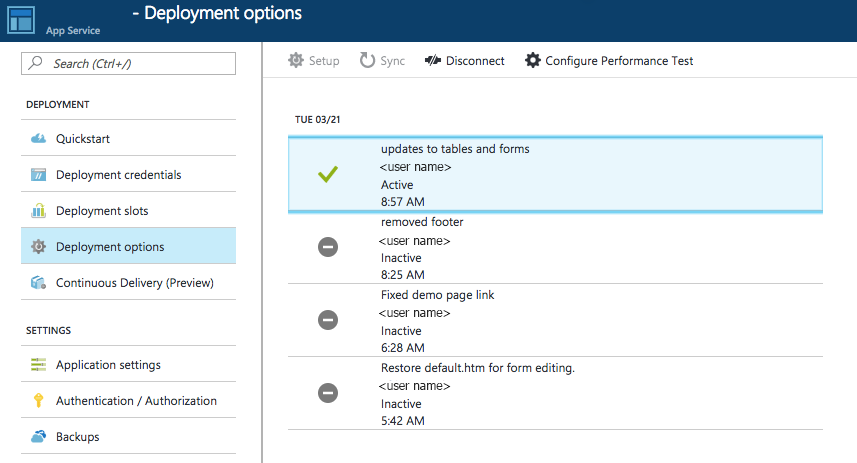 - Deployment options
App Service
Search (Ctrl+/)
DEPLOYMENT
Quickstart
Deployment credentials
Deployment slots
Deployment options
Continuous Delivery (Preview)
SETTINGS
Application settings
Authentication / Authorization
Backups
Setup
Sync
Disconnect
Configure Performance Test
TUE 03/21
updates to tables and forms
<user name>
Active
8:57 AM
removed footer
<user name>
Inactive
8:25 AM
Fixed demo page link
<user name>
Inactive
6:28 AM
Restore default.htm for form editing.
<user name>
Inactive
5:42 AM